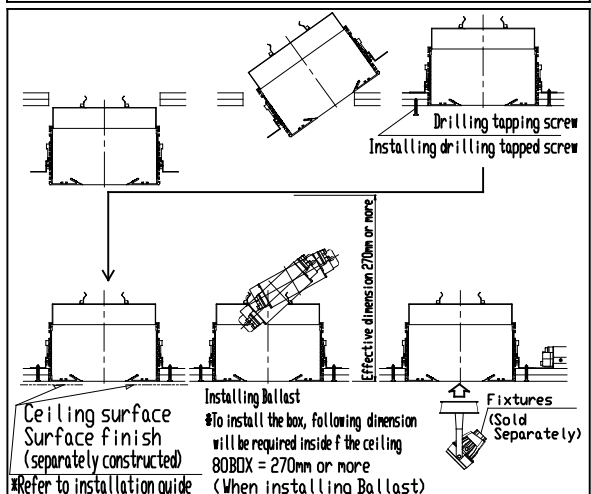 Drilling tapping screw
Installing drilling tapped screw
Effective dimension 270mm or more
Ceiling surface
Surface finish
(separately constructed)
※Refer to installation guide
Installing Ballast
※To install the box, following dimension
will be required inside f the ceiling
80BOX = 270mm or more
(When installing Ballast)
Fixtures
(Sold
Separately)